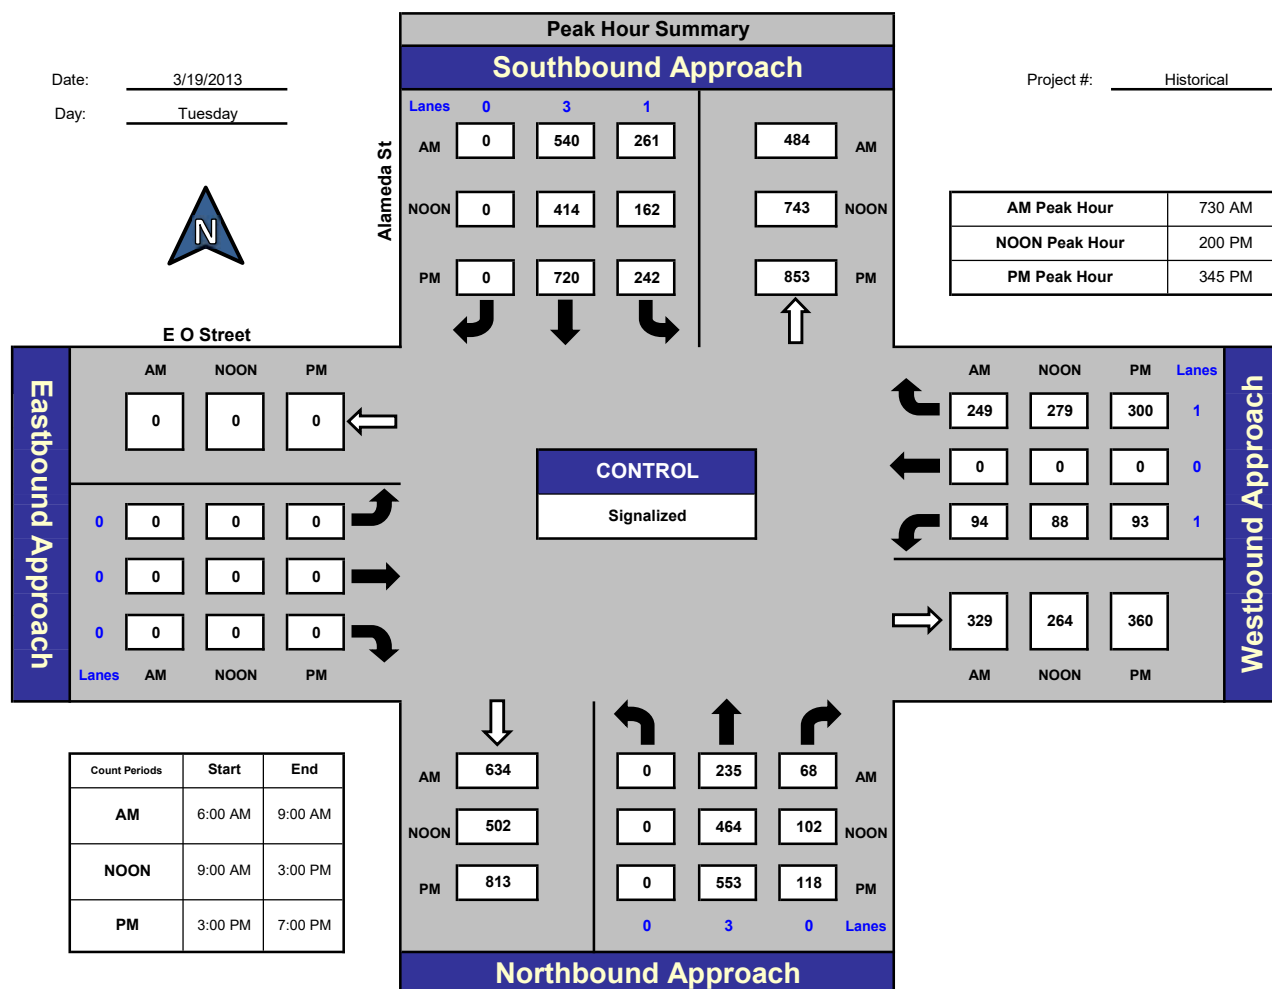 Peak Hour Summary
Southbound Approach
Date: 3/19/2013
Project #: Historical
Day: Tuesday
Lanes 0 3 1
AM 0 540 261 484 AM
Alameda St
NOON 0 414 162 743 NOON
PM 0 720 242 853 PM
N
AM Peak Hour 730 AM
NOON Peak Hour 200 PM
PM Peak Hour 345 PM
E O Street
Eastbound Approach
AM NOON PM
0 0 0
0 0 0 0
0 0 0 0
0 0 0 0
Lanes AM NOON PM
CONTROL
Signalized
AM NOON PM Lanes
249 279 300 1
0 0 0 0
94 88 93 1
329 264 360
AM NOON PM
Westbound Approach
Count Periods Start End
AM 6:00 AM 9:00 AM
NOON 9:00 AM 3:00 PM
PM 3:00 PM 7:00 PM
AM 634 0 235 68 AM
NOON 502 0 464 102 NOON
PM 813 0 553 118 PM
0 3 0 Lanes
Northbound Approach